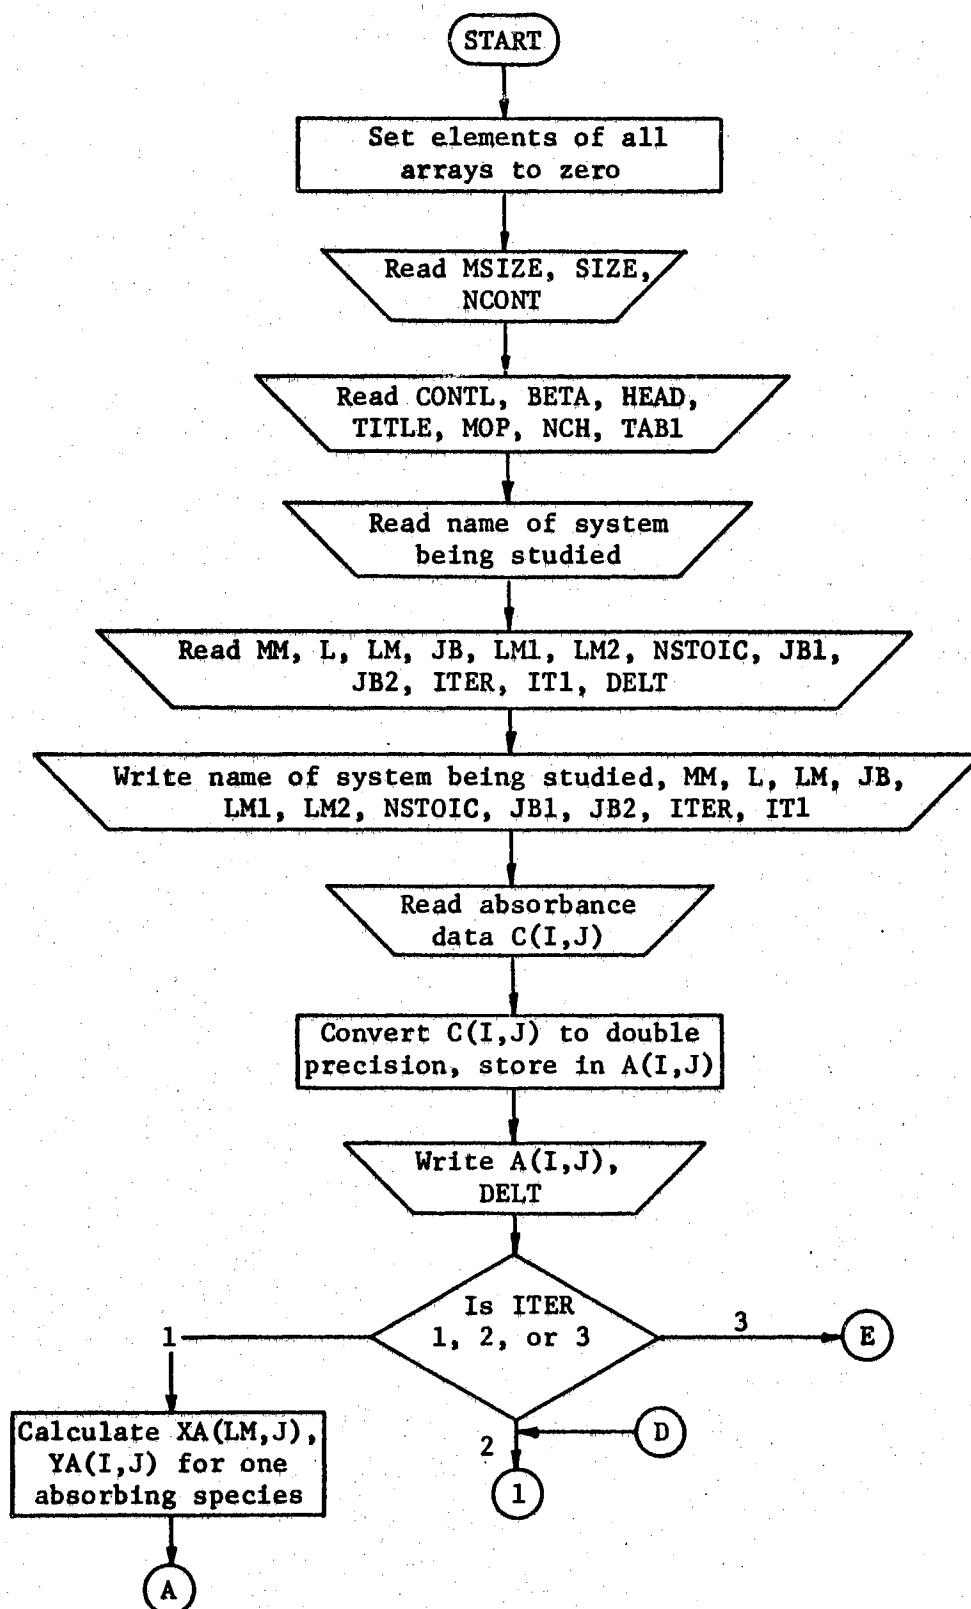 START
Set elements of all
arrays to zero
Read MSIZE, SIZE,
NCONT
Read CONTL, BETA, HEAD,
TITLE, MOP, NCH, TAB1
Read name of system
being studied
Read MM, L, LM, JB, LM1, LM2, NSTOIC, JB1,
JB2, ITER, IT1, DELT
Write name of system being studied, MM, L, LM, JB,
LM1, LM2, NSTOIC, JB1, JB2, ITER, IT1
Read absorbance
data C(I,J)
Convert C(I,J) to double
precision, store in A(I,J)
Write A(I,J),
DELT
Is ITER
1, 2, or 3
1
3
E
Calculate XA(LM,J),
YA(I,J) for one
absorbing species
D
2
1
A